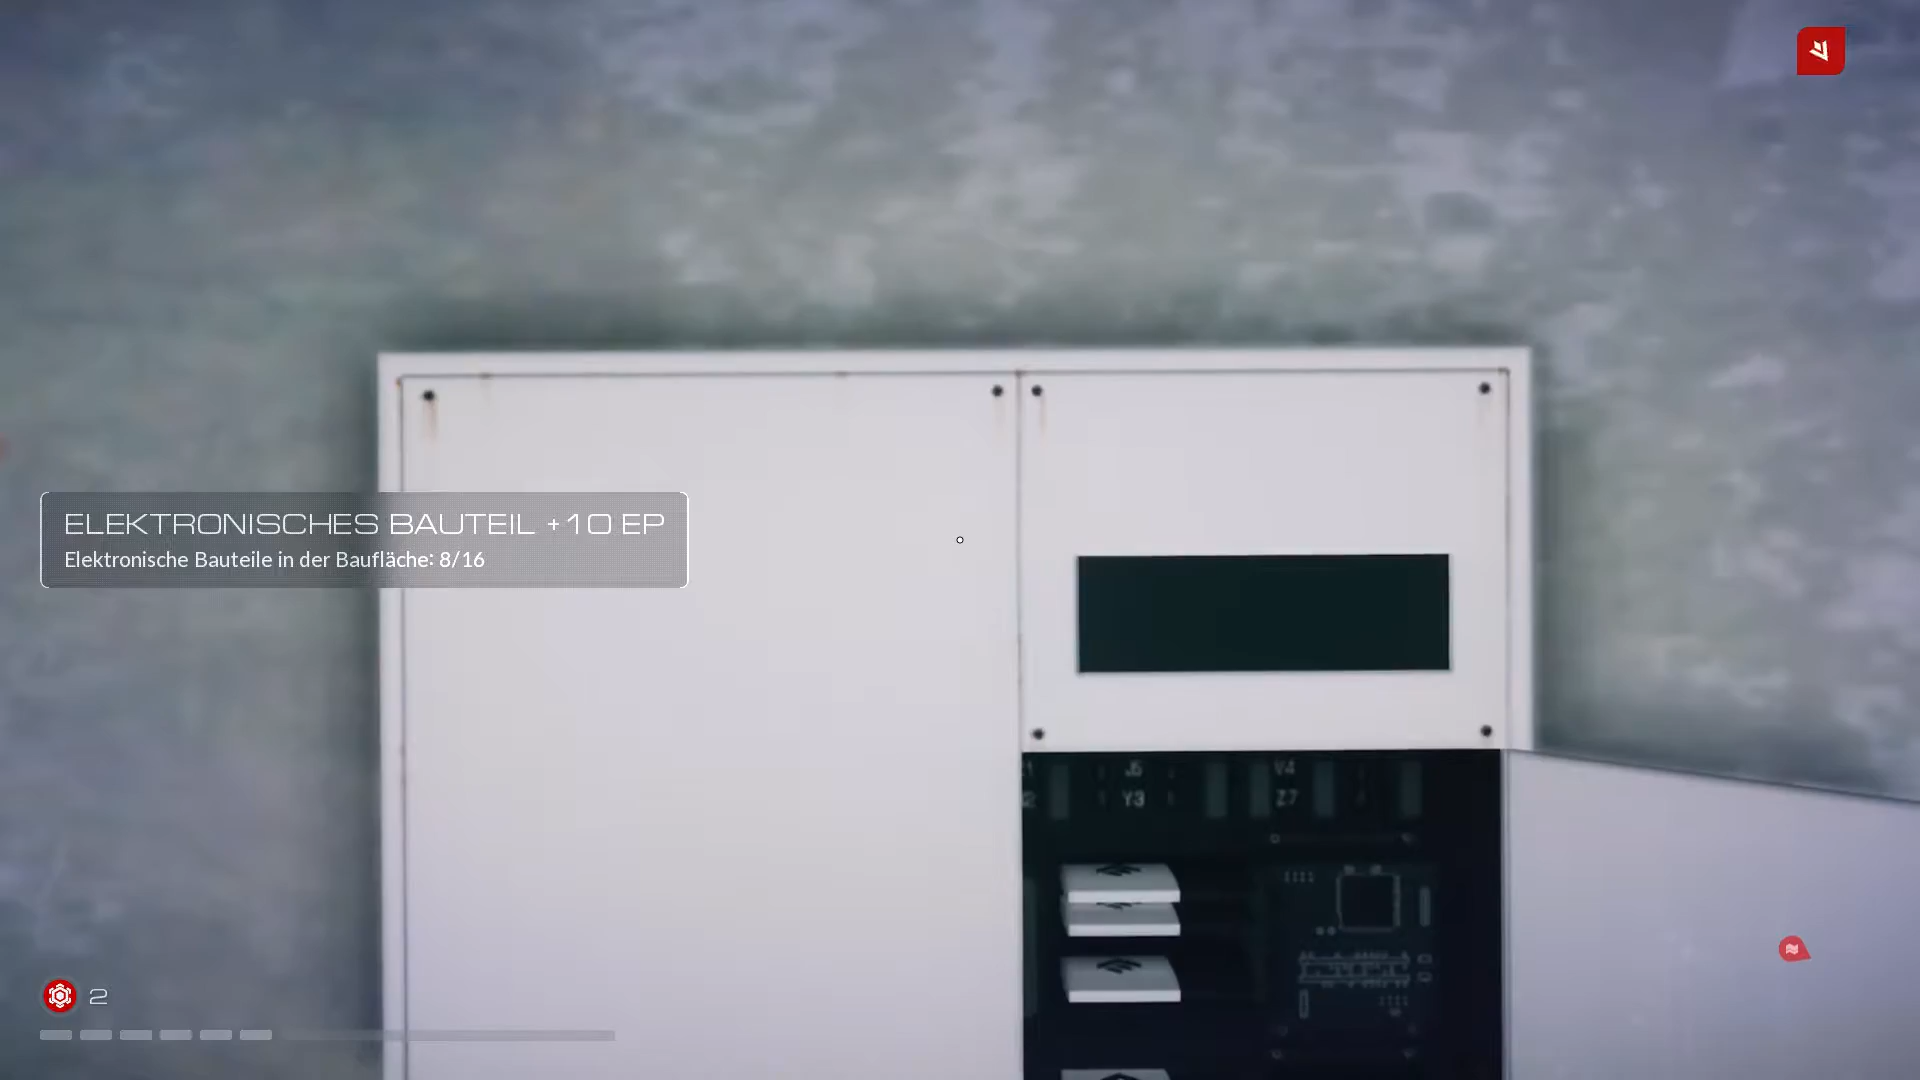 ELEKTRONISCHES BAUTEIL +10 EP
Elektronische Bauteile in der Baufläche: 8/16
J5
V4
Y3
Z7
2